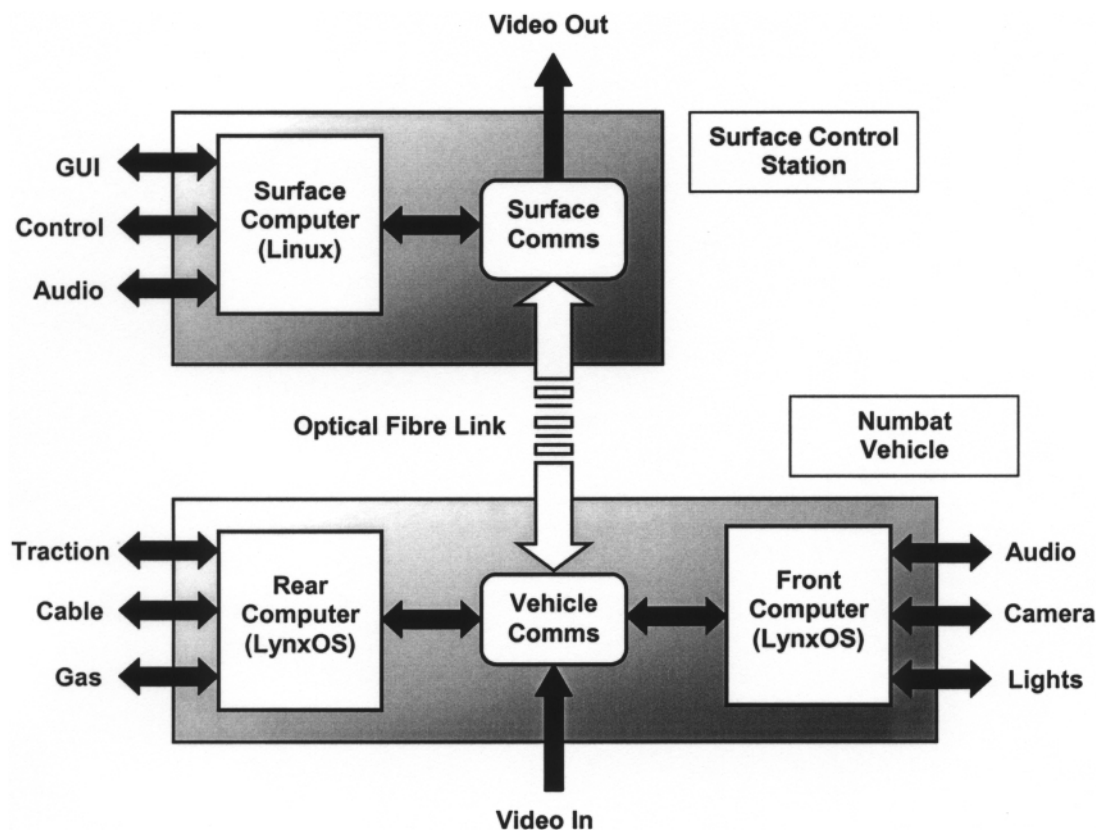 Video Out
Surface Control
Station
GUI
Control
Audio
Surface
Computer
(Linux)
Surface
Comms
Optical Fibre Link
Numbat
Vehicle
Traction
Cable
Gas
Rear
Computer
(LynxOS)
Vehicle
Comms
Front
Computer
(LynxOS)
Audio
Camera
Lights
Video In